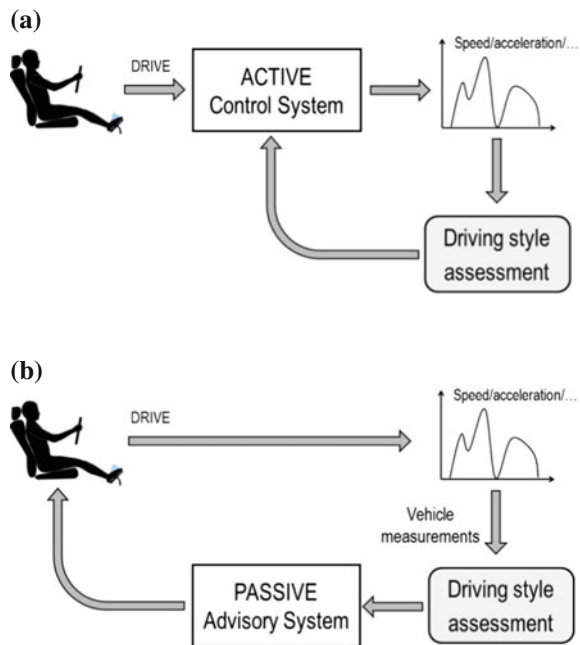 (a)
DRIVE
ACTIVE
Control System
Speed/acceleration/...
Driving style
assessment
(b)
DRIVE
Speed/acceleration/...
Vehicle
measurements
PASSIVE
Advisory System
Driving style
assessment